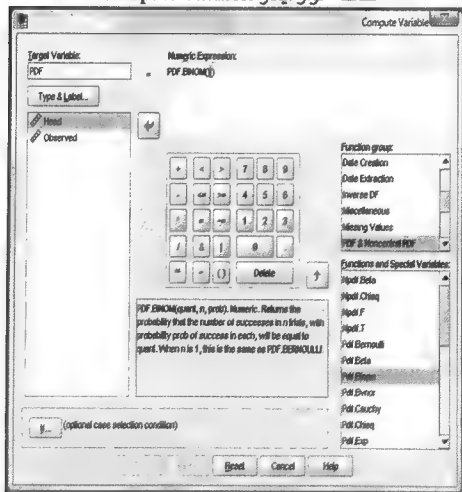 Compute Variable
Target Variable:
PDF
=
Numeric Expression:
PDF.BINOM()
Type & Label...
Head
Observed
+ < > 7 8 9
- <= >= 4 5 6
= 1 2 3
/ & | 0 .
** ~ () Delete
Function group:
Date Creation
Date Extraction
Inverse DF
Miscellaneous
Missing Values
PDF & Noncentral PDF
Functions and Special Variables:
Npdf.Beta
Npdf.Chisq
Npdf.F
Npdf.T
Pdf.Bernoulli
Pdf.Beta
Pdf.Binom
Pdf.Bvnor
Pdf.Cauchy
Pdf.Chisq
Pdf.Exp
PDF.BINOM(quant, n, prob). Numeric. Returns the
probability that the number of successes in n trials, with
probability prob of success in each, will be equal to
quant. When n is 1, this is the same as PDF.BERNOULLI
If... (optional case selection condition)
Reset Cancel Help